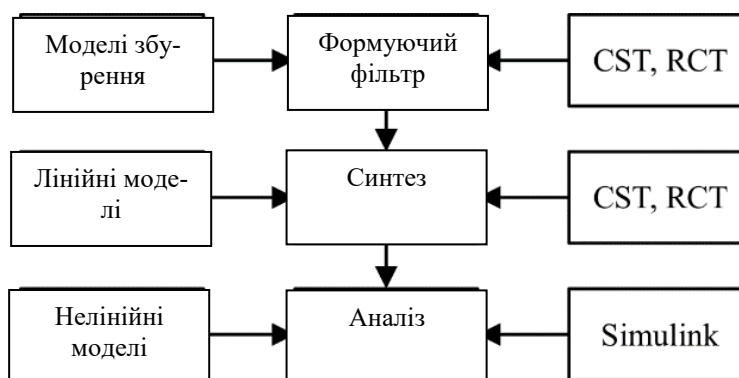 Моделі збу-
рення
Формуючий
фільтр
CST, RCT
Лінійні моде-
лі
Синтез
CST, RCT
Нелінійні
моделі
Аналіз
Simulink